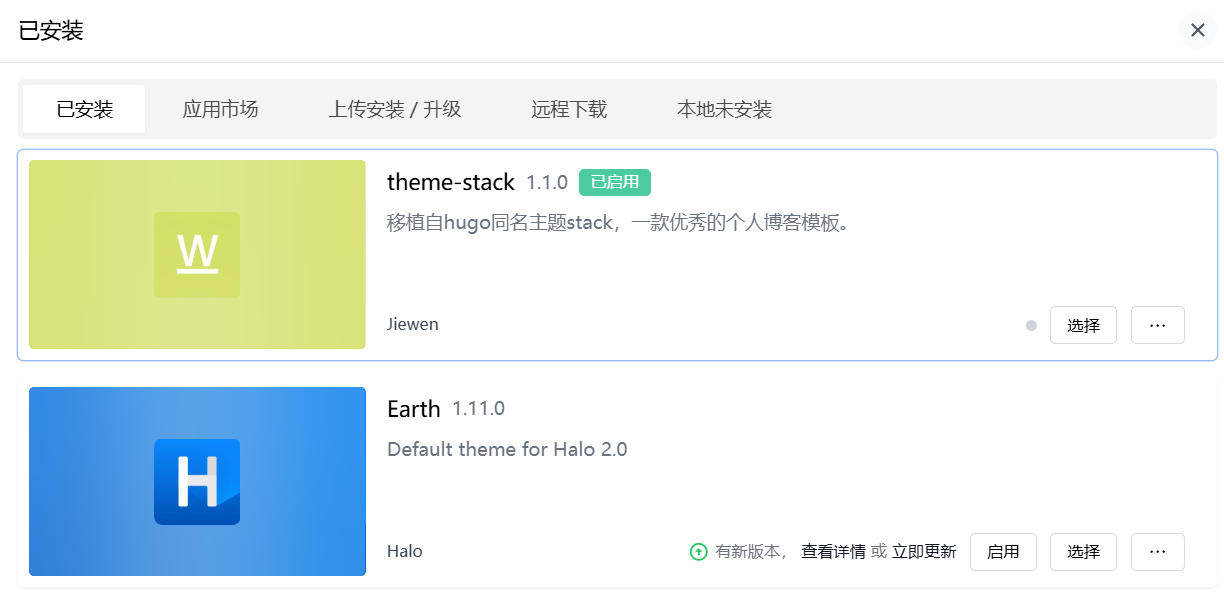 已安装
已安装 应用市场 上传安装 / 升级 远程下载 本地未安装
W
theme-stack 1.1.0 已启用
移植自hugo同名主题stack，一款优秀的个人博客模板。
Jiewen 选择 ···
H
Earth 1.11.0
Default theme for Halo 2.0
Halo 有新版本， 查看详情 或 立即更新 启用 选择 ···